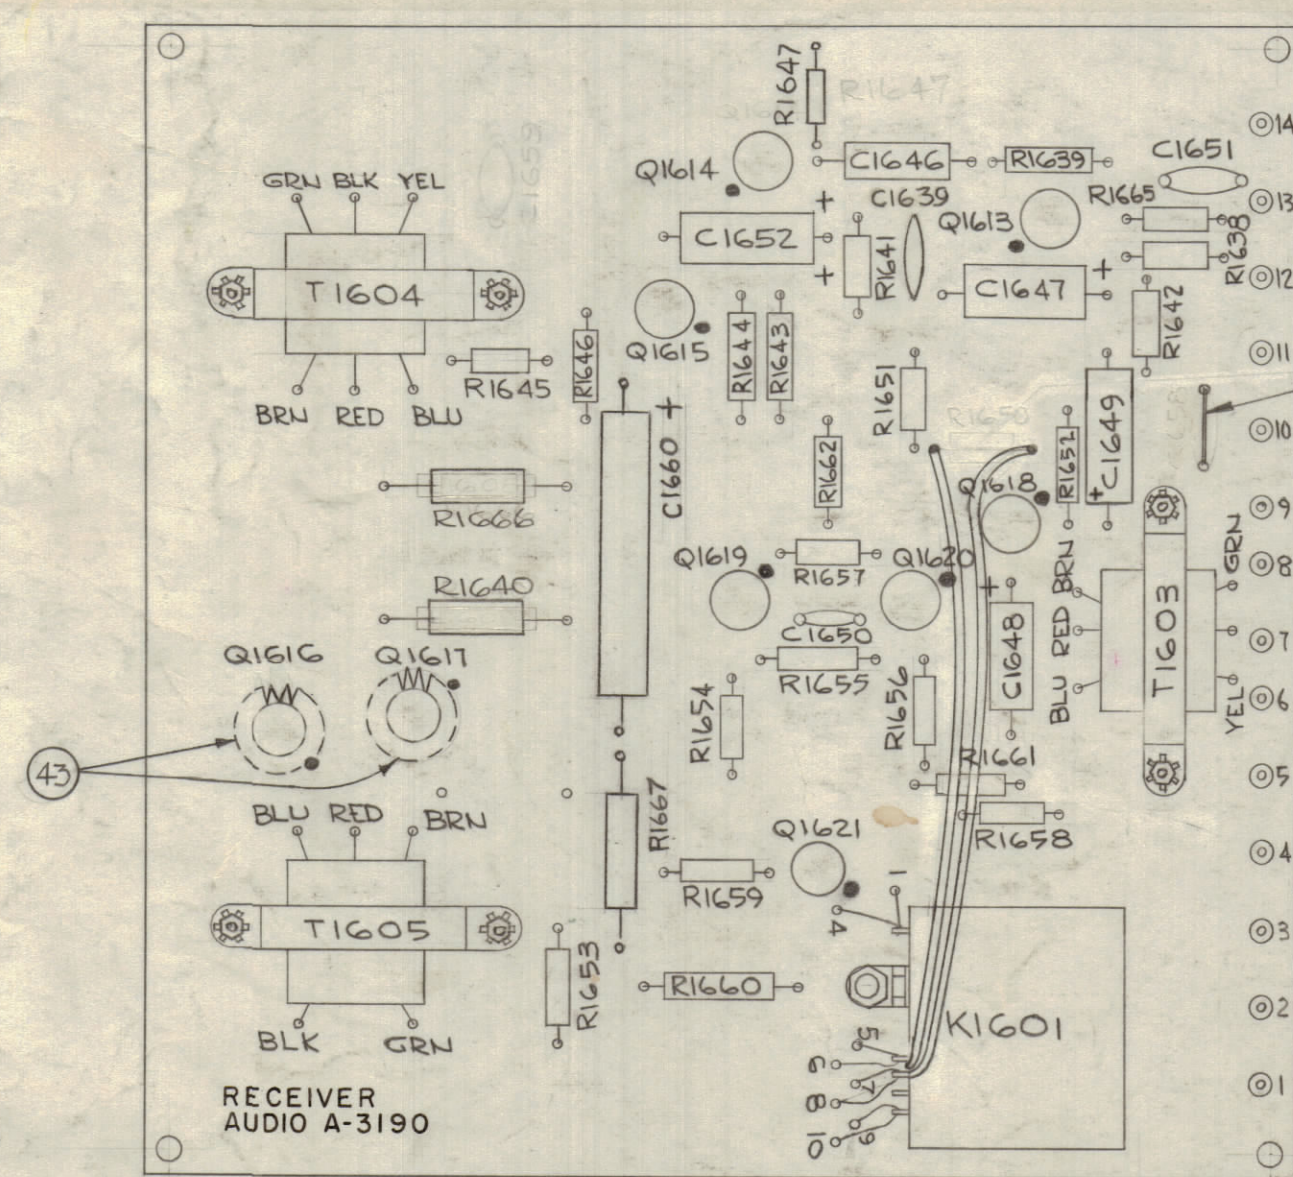 R1647
R1647
14
Q1614
C1646
R1639
C1651
GRN BLK YEL
C1659
+
C1639
R1665
13
Q1613
C1652
R1641
R1638
T1604
+
C1647
+
12
R1642
Q1615
R1644
R1643
R1646
R1645
11
R1651
BRN RED BLU
+
C1660
R1650
C1649
+
10
R1662
R1652
C1658
R1666
Q1618
9
GRN
Q1619
R1657
Q1620
BRN
8
R1640
+
C1650
C1648
RED
T1603
7
Q1616 Q1617
R1655
R1654
R1656
BLU
YEL
6
43
R1661
5
BLU RED BRN
R1667
Q1621
R1658
4
R1659
1
4
T1605
3
R1653
R1660
K1601
2
BLK GRN
5
6
7
8
9
10
1
RECEIVER
AUDIO A-3190